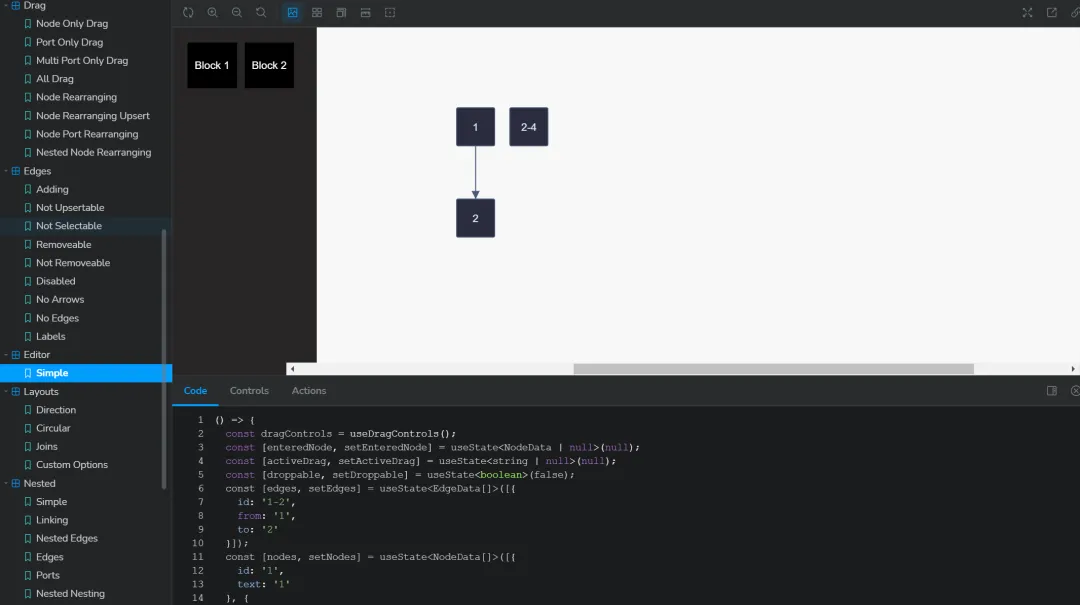 Drag
Node Only Drag
Port Only Drag
Multi Port Only Drag
All Drag
Node Rearranging
Node Rearranging Upsert
Node Port Rearranging
Nested Node Rearranging
Edges
Adding
Not Upsertable
Not Selectable
Removeable
Not Removeable
Disabled
No Arrows
No Edges
Labels
Editor
Simple
Layouts
Direction
Circular
Joins
Custom Options
Nested
Simple
Linking
Nested Edges
Edges
Ports
Nested Nesting
Block 1 Block 2
1 2-4
2
Code Controls Actions
1 () => {
2 const dragControls = useDragControls();
3 const [enteredNode, setEnteredNode] = useState<NodeData | null>(null);
4 const [activeDrag, setActiveDrag] = useState<string | null>(null);
5 const [droppable, setDroppable] = useState<boolean>(false);
6 const [edges, setEdges] = useState<EdgeData[]>([{
7 id: '1-2',
8 from: '1',
9 to: '2'
10 }]);
11 const [nodes, setNodes] = useState<NodeData[]>([{
12 id: '1',
13 text: '1'
14 }, {